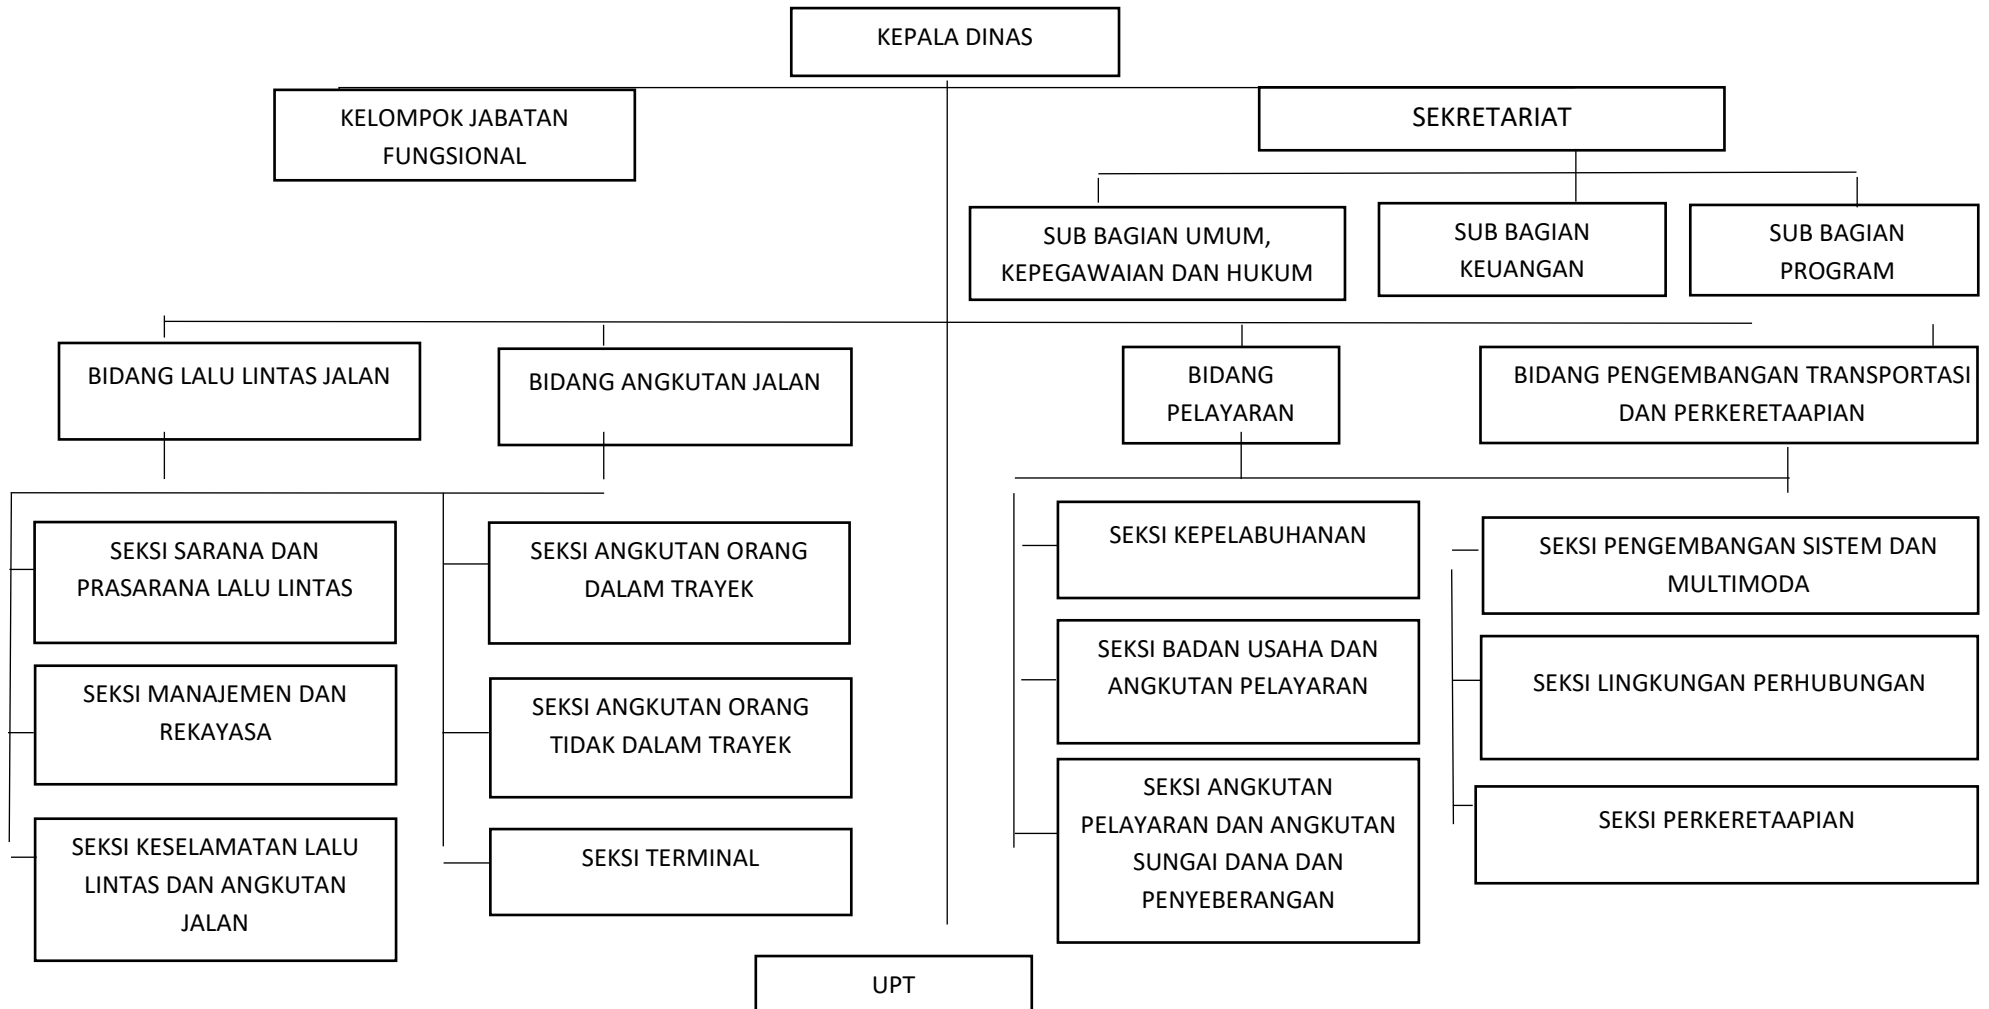 KEPALA DINAS
KELOMPOK JABATAN
FUNGSIONAL
SEKRETARIAT
SUB BAGIAN UMUM,
KEPEGAWAIAN DAN HUKUM
SUB BAGIAN
KEUANGAN
SUB BAGIAN
PROGRAM
BIDANG LALU LINTAS JALAN
BIDANG ANGKUTAN JALAN
BIDANG
PELAYARAN
BIDANG PENGEMBANGAN TRANSPORTASI
DAN PERKERETAAPIAN
SEKSI SARANA DAN
PRASARANA LALU LINTAS
SEKSI MANAJEMEN DAN
REKAYASA
SEKSI KESELAMATAN LALU
LINTAS DAN ANGKUTAN
JALAN
SEKSI ANGKUTAN ORANG
DALAM TRAYEK
SEKSI ANGKUTAN ORANG
TIDAK DALAM TRAYEK
SEKSI TERMINAL
SEKSI KEPELABUHANAN
SEKSI BADAN USAHA DAN
ANGKUTAN PELAYARAN
SEKSI ANGKUTAN
PELAYARAN DAN ANGKUTAN
SUNGAI DANA DAN
PENYEBERANGAN
SEKSI PENGEMBANGAN SISTEM DAN
MULTIMODA
SEKSI LINGKUNGAN PERHUBUNGAN
SEKSI PERKERETAAPIAN
UPT